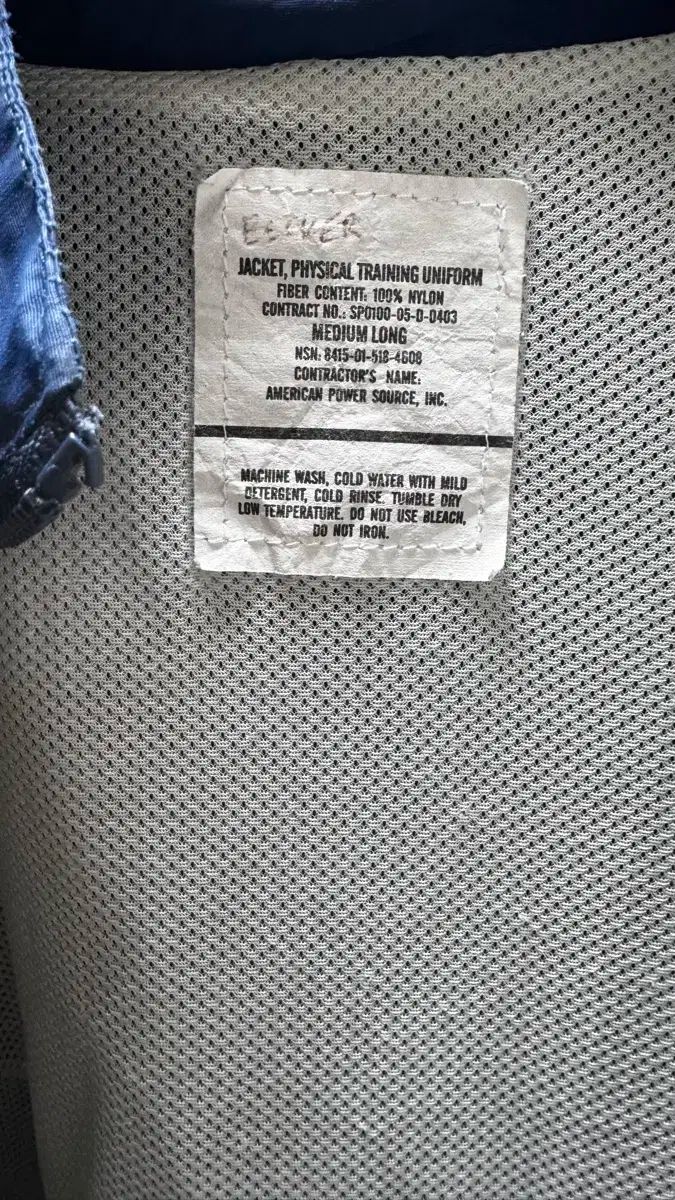 JACKET, PHYSICAL TRAINING UNIFORM
FIBER CONTENT: 100% NYLON
CONTRACT NO.: SPO100-05-D-0403
MEDIUM LONG
NSN: 8415-01-518-4608
CONTRACTOR'S NAME:
AMERICAN POWER SOURCE, INC.
MACHINE WASH, COLD WATER WITH MILD
DETERGENT, COLD RINSE. TUMBLE DRY
LOW TEMPERATURE. DO NOT USE BLEACH,
DO NOT IRON.